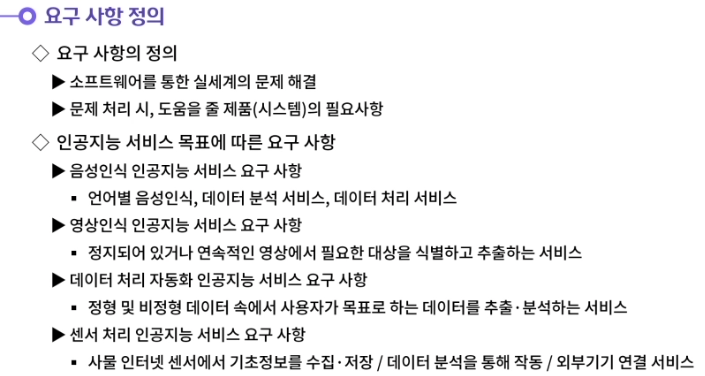 요구 사항 정의
◇ 요구 사항의 정의
▶ 소프트웨어를 통한 실세계의 문제 해결
▶ 문제 처리 시, 도움을 줄 제품(시스템)의 필요사항
◇ 인공지능 서비스 목표에 따른 요구 사항
▶ 음성인식 인공지능 서비스 요구 사항
▪ 언어별 음성인식, 데이터 분석 서비스, 데이터 처리 서비스
▶ 영상인식 인공지능 서비스 요구 사항
▪ 정지되어 있거나 연속적인 영상에서 필요한 대상을 식별하고 추출하는 서비스
▶ 데이터 처리 자동화 인공지능 서비스 요구 사항
▪ 정형 및 비정형 데이터 속에서 사용자가 목표로 하는 데이터를 추출·분석하는 서비스
▶ 센서 처리 인공지능 서비스 요구 사항
▪ 사물 인터넷 센서에서 기초정보를 수집·저장 / 데이터 분석을 통해 작동 / 외부기기 연결 서비스